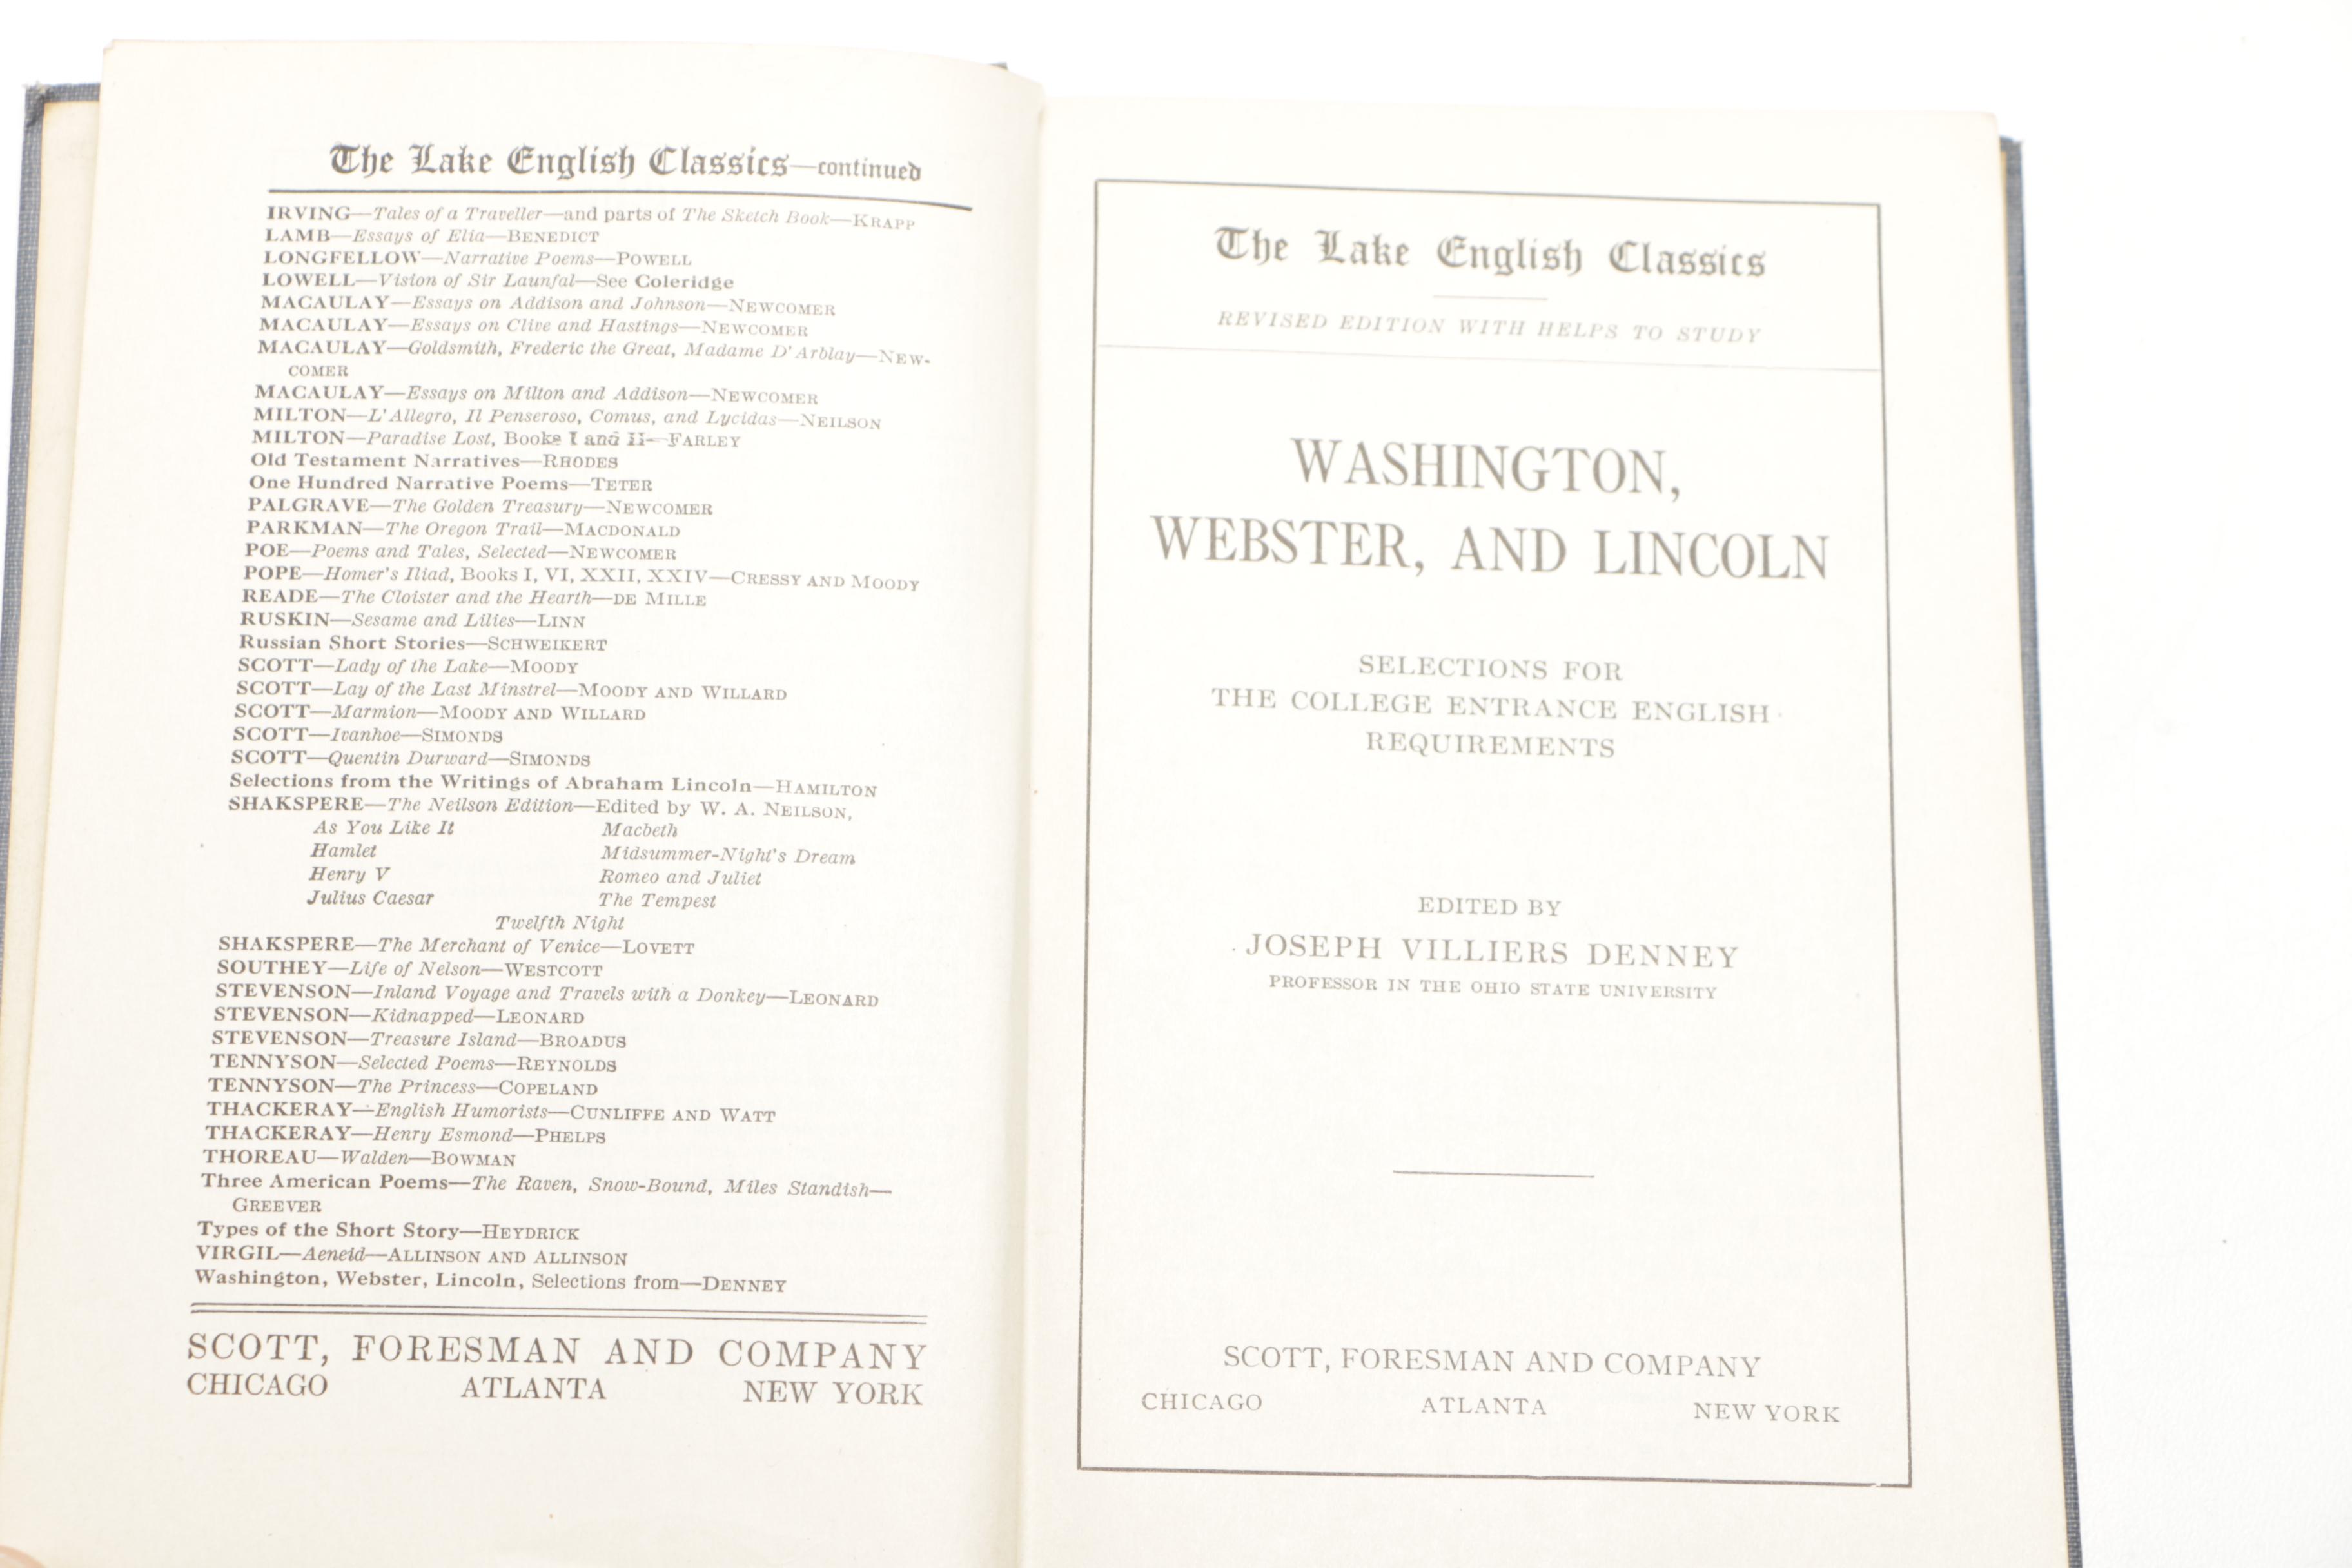 The Lake English Classics—continued
IRVING—Tales of a Traveller—and parts of The Sketch Book—KRAPP
LAMB—Essays of Elia—BENEDICT
LONGFELLOW—Narrative Poems—POWELL
LOWELL—Vision of Sir Launfal—See Coleridge
MACAULAY—Essays on Addison and Johnson—NEWCOMER
MACAULAY—Essays on Clive and Hastings—NEWCOMER
MACAULAY—Goldsmith, Frederic the Great, Madame D'Arblay—NEW-
COMER
MACAULAY—Essays on Milton and Addison—NEWCOMER
MILTON—L'Allegro, Il Penseroso, Comus, and Lycidas—NEILSON
MILTON—Paradise Lost, Books I and II—FARLEY
Old Testament Narratives—RHODES
One Hundred Narrative Poems—TETER
PALGRAVE—The Golden Treasury—NEWCOMER
PARKMAN—The Oregon Trail—MACDONALD
POE—Poems and Tales, Selected—NEWCOMER
POPE—Homer's Iliad, Books I, VI, XXII, XXIV—CRESSY AND MOODY
READE—The Cloister and the Hearth—DE MILLE
RUSKIN—Sesame and Lilies—LINN
Russian Short Stories—SCHWEIKERT
SCOTT—Lady of the Lake—MOODY
SCOTT—Lay of the Last Minstrel—MOODY AND WILLARD
SCOTT—Marmion—MOODY AND WILLARD
SCOTT—Ivanhoe—SIMONDS
SCOTT—Quentin Durward—SIMONDS
Selections from the Writings of Abraham Lincoln—HAMILTON
SHAKSPERE—The Neilson Edition—Edited by W. A. NEILSON,
As You Like It Macbeth
Hamlet Midsummer-Night's Dream
Henry V Romeo and Juliet
Julius Caesar The Tempest
Twelfth Night
SHAKSPERE—The Merchant of Venice—LOVETT
SOUTHEY—Life of Nelson—WESTCOTT
STEVENSON—Inland Voyage and Travels with a Donkey—LEONARD
STEVENSON—Kidnapped—LEONARD
STEVENSON—Treasure Island—BROADUS
TENNYSON—Selected Poems—REYNOLDS
TENNYSON—The Princess—COPELAND
THACKERAY—English Humorists—CUNLIFFE AND WATT
THACKERAY—Henry Esmond—PHELPS
THOREAU—Walden—BOWMAN
Three American Poems—The Raven, Snow-Bound, Miles Standish—
GREEVER
Types of the Short Story—HEYDRICK
VIRGIL—Aeneid—ALLINSON AND ALLINSON
Washington, Webster, Lincoln, Selections from—DENNEY
SCOTT, FORESMAN AND COMPANY
CHICAGO ATLANTA NEW YORK
The Lake English Classics
REVISED EDITION WITH HELPS TO STUDY
WASHINGTON,
WEBSTER, AND LINCOLN
SELECTIONS FOR
THE COLLEGE ENTRANCE ENGLISH
REQUIREMENTS
EDITED BY
JOSEPH VILLIERS DENNEY
PROFESSOR IN THE OHIO STATE UNIVERSITY
SCOTT, FORESMAN AND COMPANY
CHICAGO ATLANTA NEW YORK